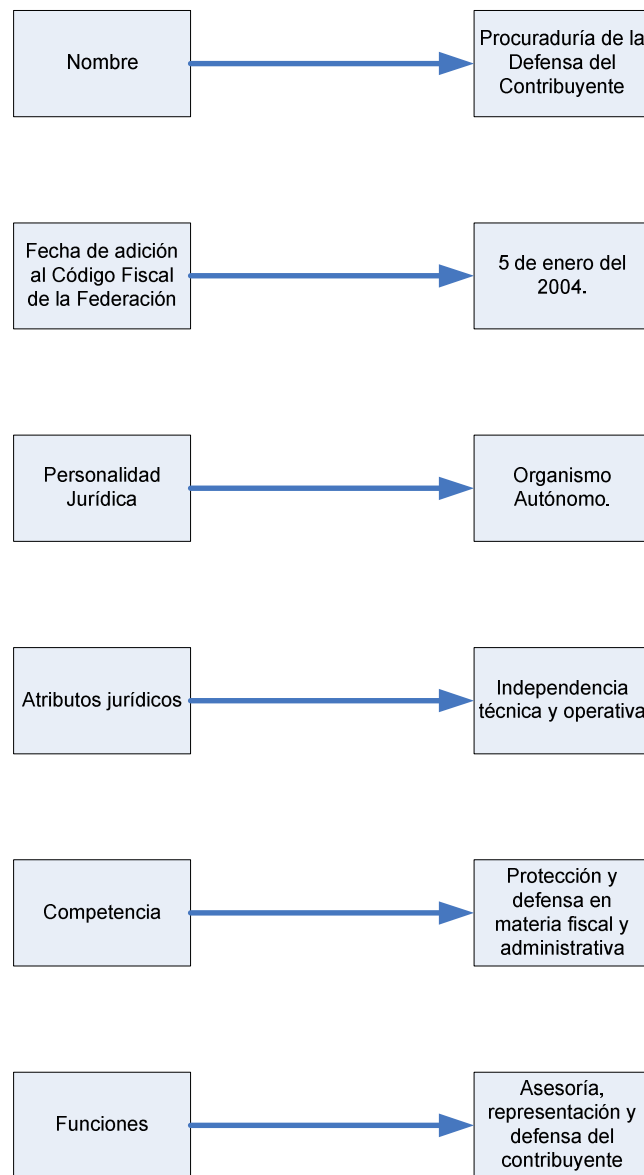 Nombre
Procuraduría de la
Defensa del
Contribuyente
Fecha de adición
al Código Fiscal
de la Federación
5 de enero del
2004.
Personalidad
Jurídica
Organismo
Autónomo.
Atributos jurídicos
Independencia
técnica y operativa
Competencia
Protección y
defensa en
materia fiscal y
administrativa
Funciones
Asesoría,
representación y
defensa del
contribuyente